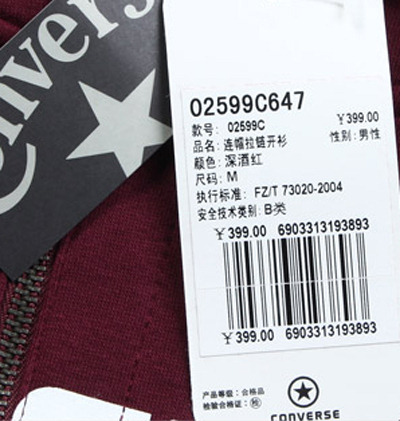 Converse
02599C647
款号: 02599C ￥399.00
品名: 连帽拉链开衫 性别: 男性
颜色: 深酒红
尺码: M
执行标准: FZ/T 73020-2004
安全技术类别: B类
￥399.00 6903313193893
￥399.00 6903313193893
产品等级: 合格品
检验合格证:
CONVERSE